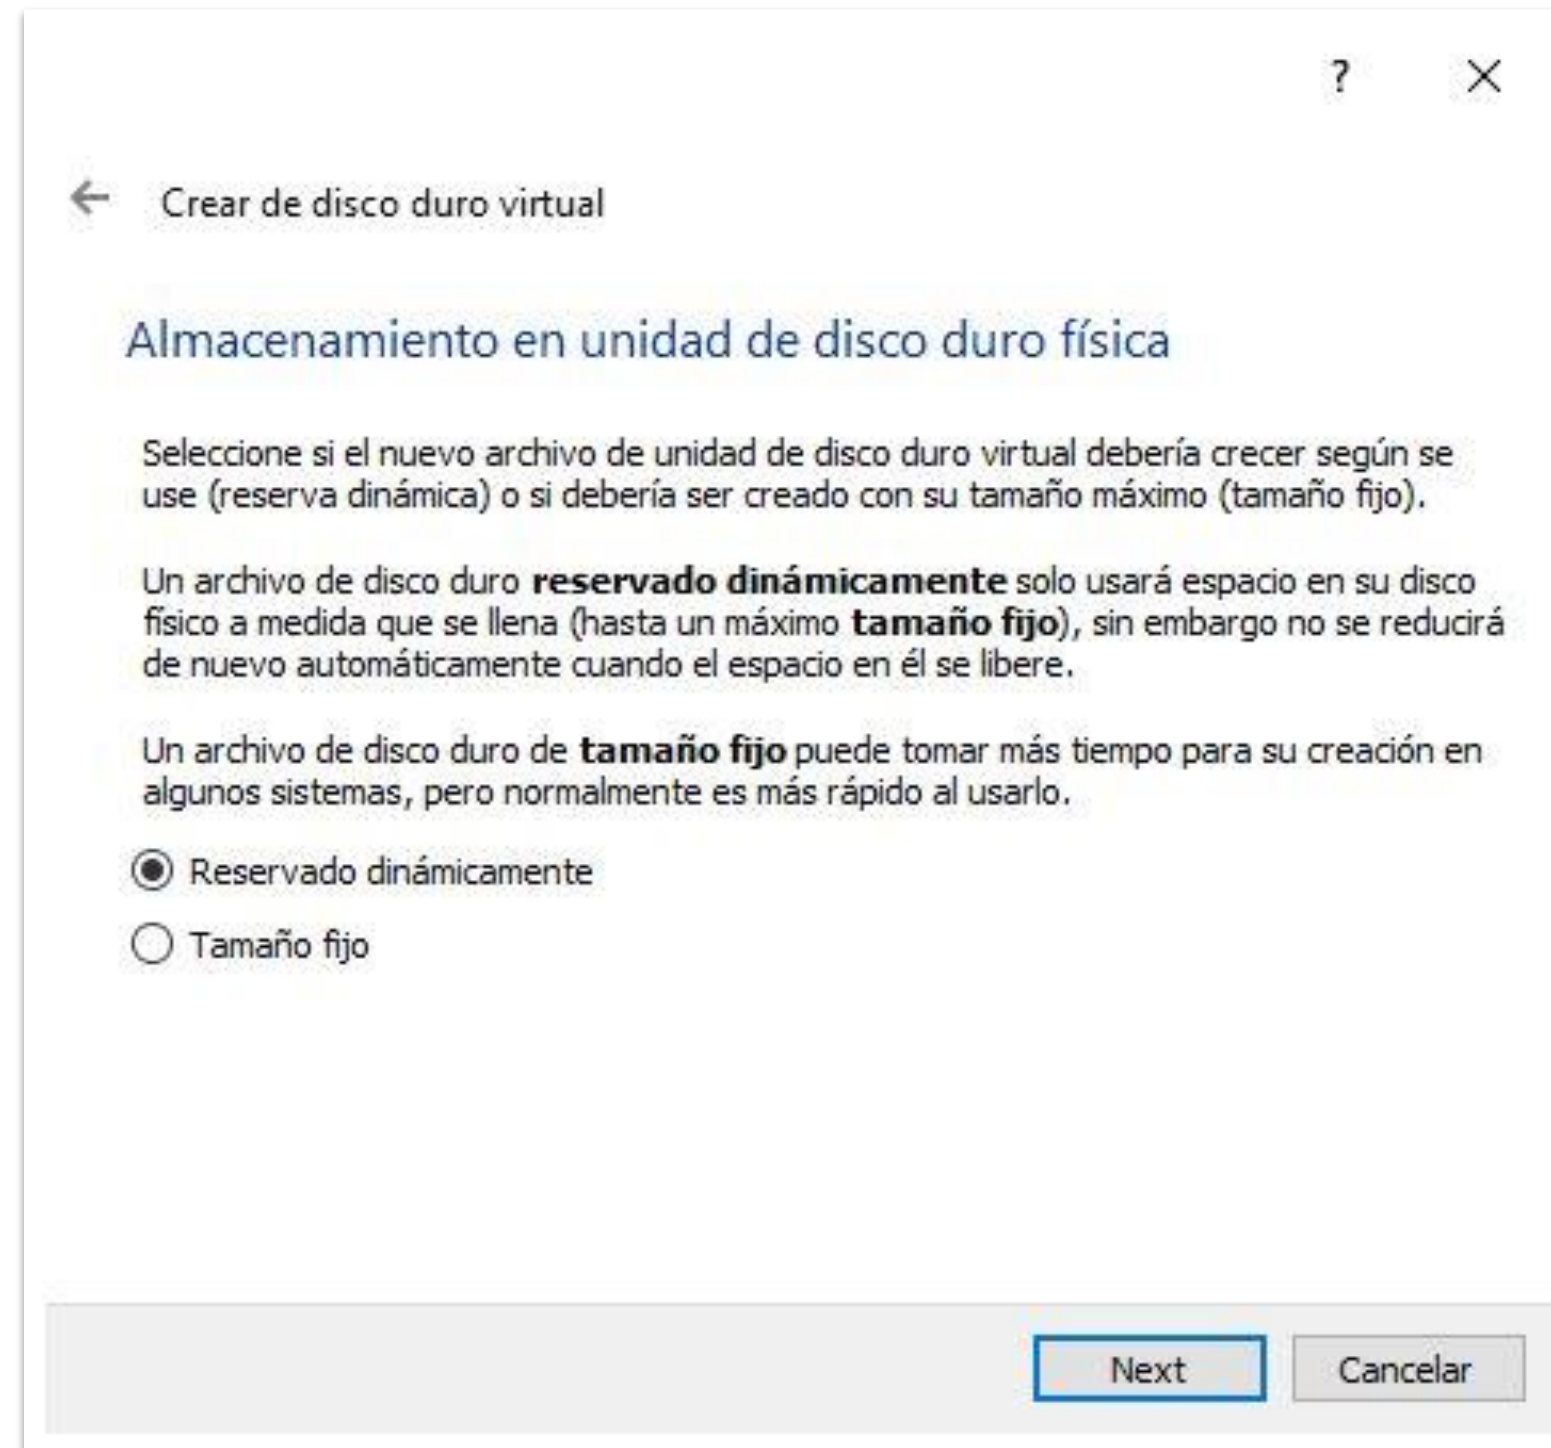 ?
Crear de disco duro virtual
Almacenamiento en unidad de disco duro física
Seleccione si el nuevo archivo de unidad de disco duro virtual debería crecer según se
use (reserva dinámica) o si debería ser creado con su tamaño máximo (tamaño fijo).
Un archivo de disco duro reservado dinámicamente solo usará espacio en su disco
físico a medida que se llena (hasta un máximo tamaño fijo), sin embargo no se reducirá
de nuevo automáticamente cuando el espacio en él se libere.
Un archivo de disco duro de tamaño fijo puede tomar más tiempo para su creación en
algunos sistemas, pero normalmente es más rápido al usarlo.
Reservado dinámicamente
Tamaño fijo
Next Cancelar